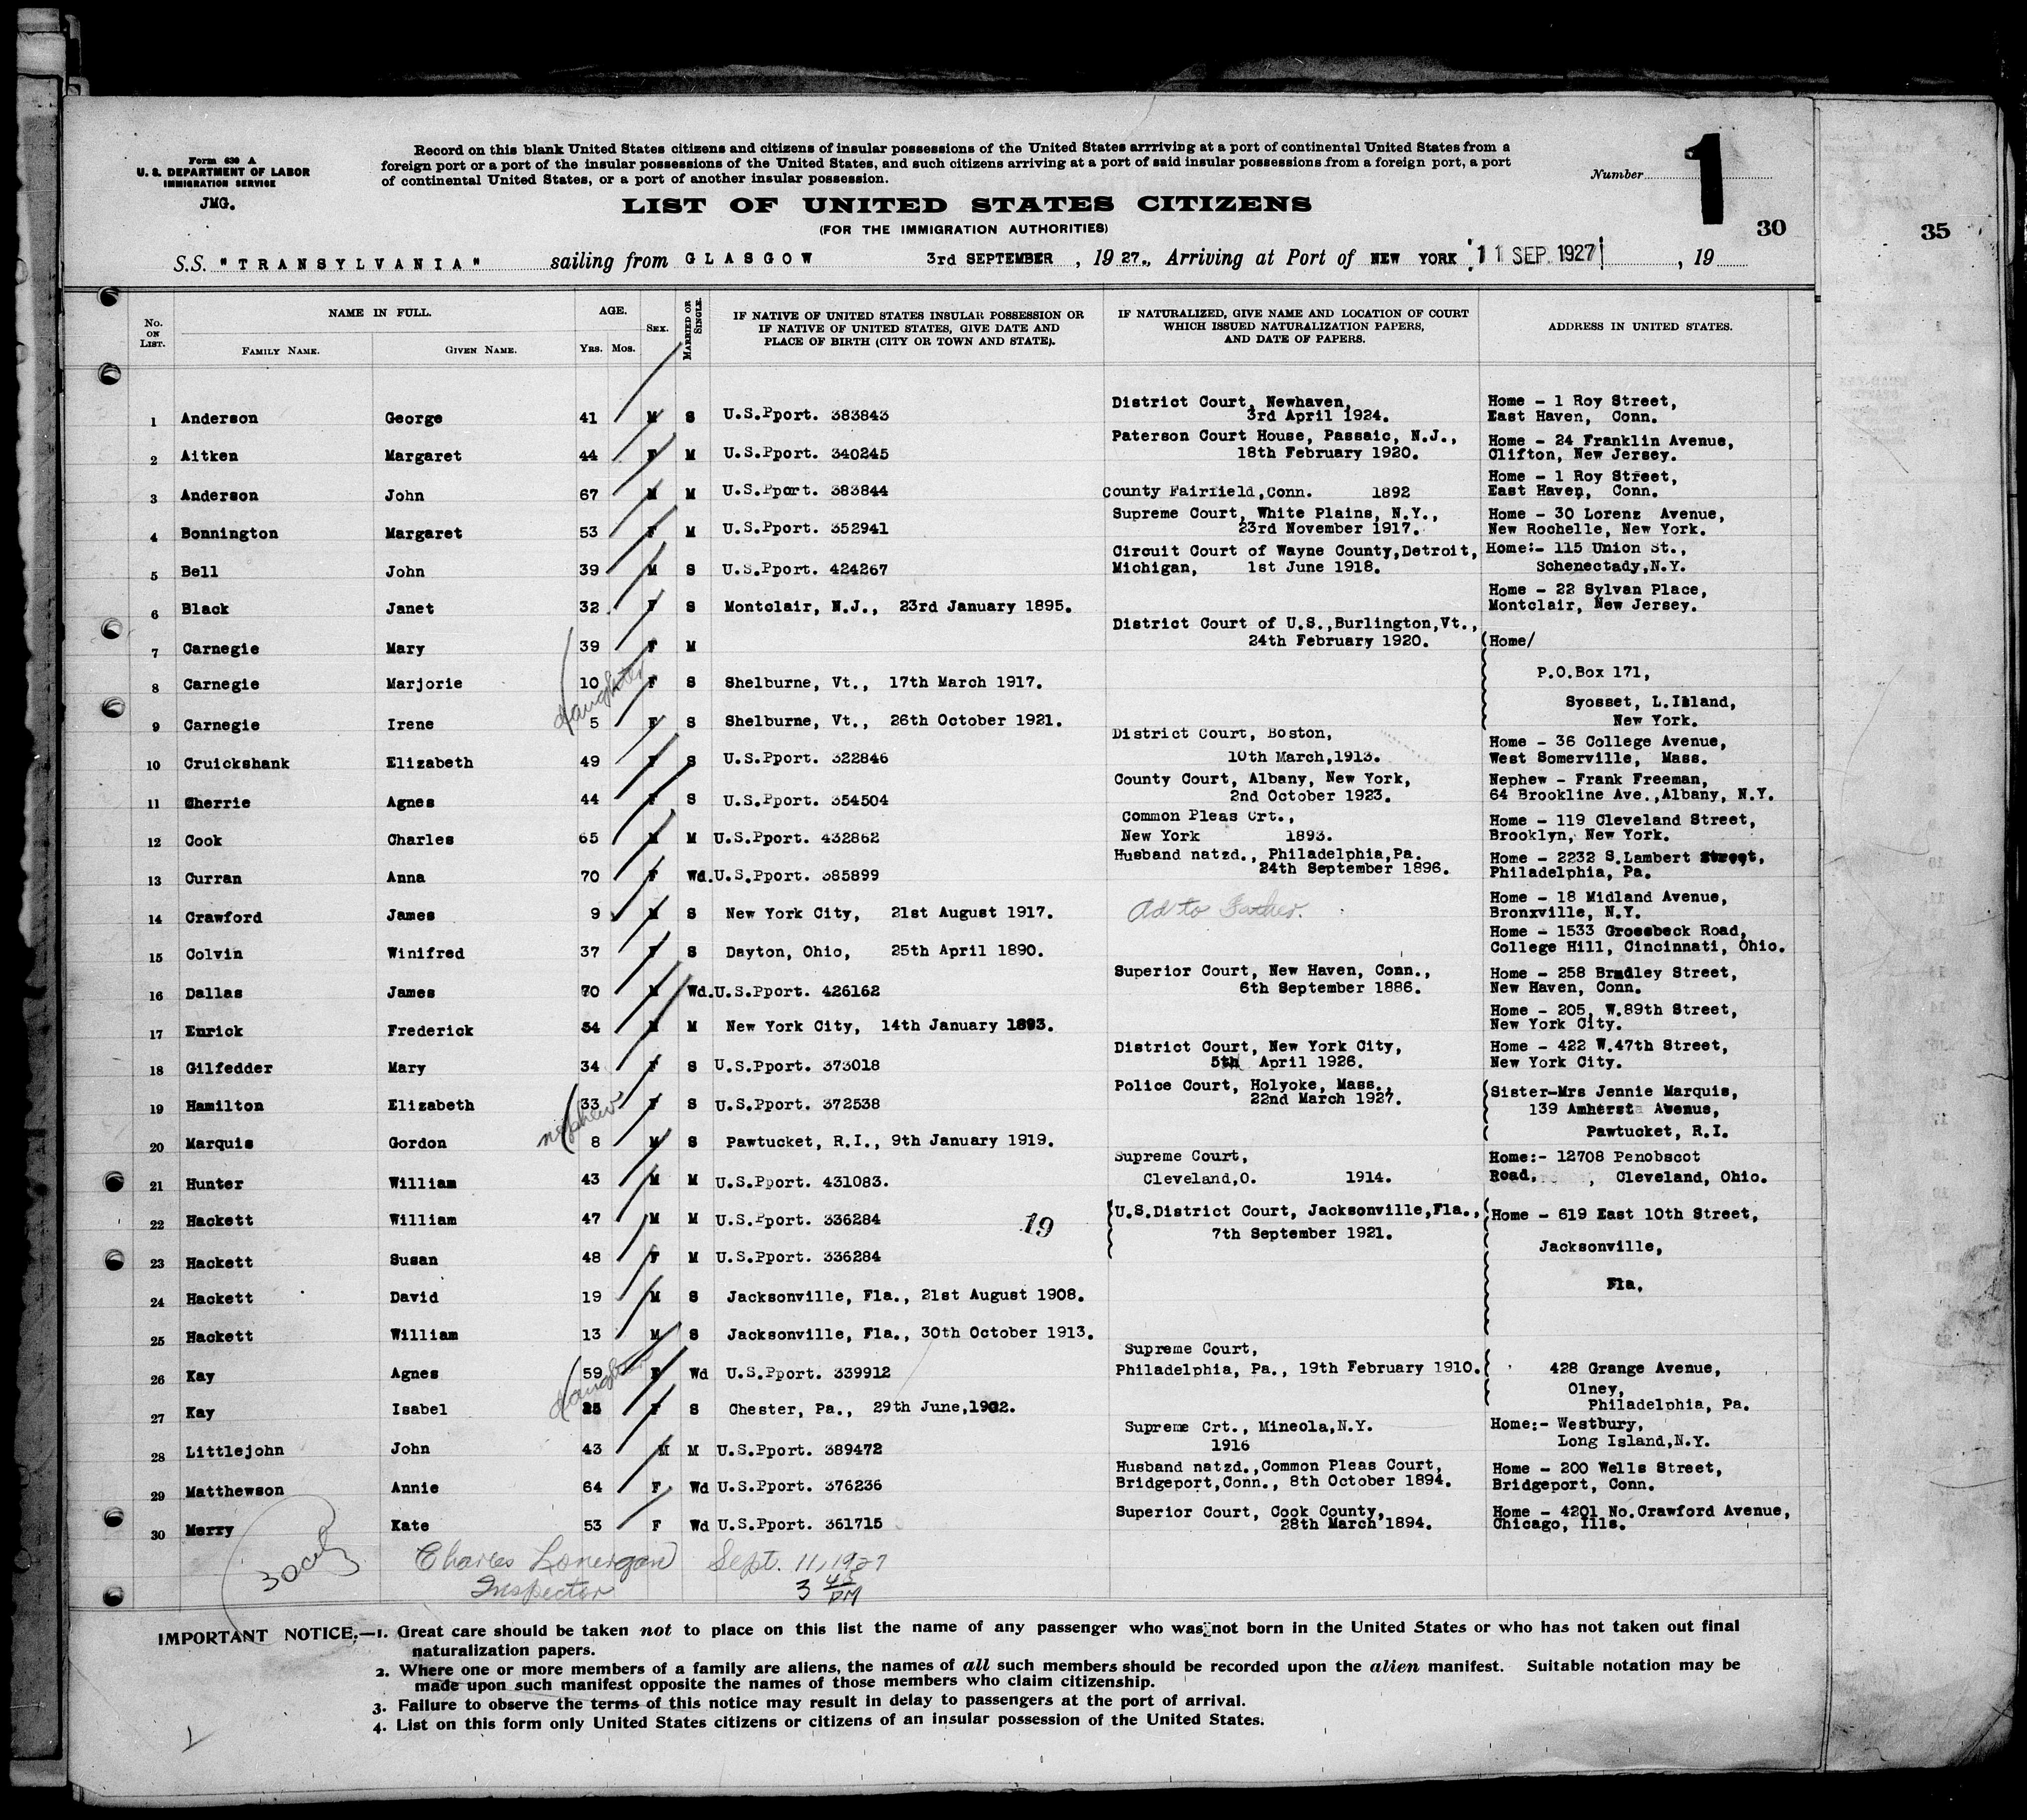 Form 630 A
U. S. DEPARTMENT OF LABOR
IMMIGRATION SERVICE
JMG.
Record on this blank United States citizens and citizens of insular possessions of the United States arrriving at a port of continental United States from a
foreign port or a port of the insular possessions of the United States, and such citizens arriving at a port of said insular possessions from a foreign port, a port
of continental United States, or a port of another insular possession.
Number 1
30
35
LIST OF UNITED STATES CITIZENS
(FOR THE IMMIGRATION AUTHORITIES)
S.S. "TRANSYLVANIA" sailing from GLASGOW 3rd SEPTEMBER, 1927., Arriving at Port of NEW YORK 11 SEP. 1927, 19
No. ON LIST.
NAME IN FULL.
FAMILY NAME. GIVEN NAME.
AGE.
YRS. MOS.
SEX.
MARRIED OR SINGLE.
IF NATIVE OF UNITED STATES INSULAR POSSESSION OR
IF NATIVE OF UNITED STATES, GIVE DATE AND
PLACE OF BIRTH (CITY OR TOWN AND STATE).
IF NATURALIZED, GIVE NAME AND LOCATION OF COURT
WHICH ISSUED NATURALIZATION PAPERS,
AND DATE OF PAPERS.
ADDRESS IN UNITED STATES.
1 Anderson George 41 M S U.S.Pport. 383843 District Court, Newhaven, 3rd April 1924. Home - 1 Roy Street, East Haven, Conn.
2 Aitken Margaret 44 F M U.S.Pport. 340245 Paterson Court House, Passaic, N.J., 18th February 1920. Home - 24 Franklin Avenue, Clifton, New Jersey.
3 Anderson John 67 M M U.S.Pport. 383844 County Fairfield, Conn. 1892 Home - 1 Roy Street, East Haven, Conn.
4 Bonnington Margaret 53 F M U.S.Pport. 352941 Supreme Court, White Plains, N.Y., 23rd November 1917. Home - 30 Lorenz Avenue, New Rochelle, New York.
5 Bell John 39 M S U.S.Pport. 424267 Circuit Court of Wayne County, Detroit, Michigan, 1st June 1918. Home:- 115 Union St., Schenectady, N.Y.
6 Black Janet 32 F S Montclair, N.J., 23rd January 1895. Home - 22 Sylvan Place, Montclair, New Jersey.
7 Carnegie Mary 39 F M District Court of U.S., Burlington, Vt., 24th February 1920. (Home/
8 Carnegie Marjorie 10 F S Shelburne, Vt., 17th March 1917. P.O.Box 171,
daughter
9 Carnegie Irene 5 F S Shelburne, Vt., 26th October 1921. Syosset, L.Island, New York.
10 Cruickshank Elizabeth 49 F S U.S.Pport. 322846 District Court, Boston, 10th March, 1913. Home - 36 College Avenue, West Somerville, Mass.
11 Cherrie Agnes 44 F S U.S.Pport. 354504 County Court, Albany, New York, 2nd October 1923. Nephew - Frank Freeman, 64 Brookline Ave., Albany, N.Y.
12 Cook Charles 65 M M U.S.Pport. 432862 Common Pleas Crt., New York 1893. Home - 119 Cleveland Street, Brooklyn, New York.
13 Curran Anna 70 F Wd. U.S.Pport. 385899 Husband natzd., Philadelphia, Pa. 24th September 1896. Home - 2232 S.Lambert Street, Philadelphia, Pa.
14 Crawford James 9 M S New York City, 21st August 1917. Ad to Father. Home - 18 Midland Avenue, Bronxville, N.Y.
15 Colvin Winifred 37 F S Dayton, Ohio, 25th April 1890. Home - 1533 Groesbeck Road, College Hill, Cincinnati, Ohio.
16 Dallas James 70 M Wd. U.S.Pport. 426162 Superior Court, New Haven, Conn., 6th September 1886. Home - 258 Bradley Street, New Haven, Conn.
17 Enrick Frederick 34 M M New York City, 14th January 1893. Home - 205, W.89th Street, New York City.
18 Gilfedder Mary 34 F S U.S.Pport. 373018 District Court, New York City, 5th April 1926. Home - 422 W.47th Street, New York City.
19 Hamilton Elizabeth 33 F S U.S.Pport. 372538 Police Court, Holyoke, Mass., 22nd March 1927. Sister-Mrs Jennie Marquis, 139 Amherst Avenue,
nephew
20 Marquis Gordon 8 M S Pawtucket, R.I., 9th January 1919. Pawtucket, R.I.
21 Hunter William 43 M M U.S.Pport. 431083. Supreme Court, Cleveland, O. 1914. Home:- 12708 Penobscot Road, , Cleveland, Ohio.
22 Hackett William 47 M M U.S.Pport. 336284 19 U.S.District Court, Jacksonville, Fla., 7th September 1921. Home - 619 East 10th Street,
23 Hackett Susan 48 F M U.S.Pport. 336284 Jacksonville,
24 Hackett David 19 M S Jacksonville, Fla., 21st August 1908. Fla,
25 Hackett William 13 M S Jacksonville, Fla., 30th October 1913.
26 Kay Agnes 59 F Wd U.S.Pport. 339912 Supreme Court, Philadelphia, Pa., 19th February 1910. 428 Grange Avenue,
daughter
27 Kay Isabel 25 F S Chester, Pa., 29th June, 1902. Olney, Philadelphia, Pa.
28 Littlejohn John 43 M M U.S.Pport. 389472 Supreme Crt., Mineola, N.Y. 1916 Home:- Westbury, Long Island, N.Y.
29 Matthewson Annie 64 F Wd U.S.Pport. 376236 Husband natzd., Common Pleas Court, Bridgeport, Conn., 8th October 1894. Home - 200 Wells Street, Bridgeport, Conn.
30 Merry Kate 53 F Wd U.S.Pport. 361715 Superior Court, Cook County, 28th March 1894. Home - 4201 No.Crawford Avenue, Chicago, Ills.
Charles Lonergan Sept. 11, 1927
Inspector 3 45 PM
IMPORTANT NOTICE.—1. Great care should be taken not to place on this list the name of any passenger who was not born in the United States or who has not taken out final
naturalization papers.
2. Where one or more members of a family are aliens, the names of all such members should be recorded upon the alien manifest. Suitable notation may be
made upon such manifest opposite the names of those members who claim citizenship.
3. Failure to observe the terms of this notice may result in delay to passengers at the port of arrival.
4. List on this form only United States citizens or citizens of an insular possession of the United States.